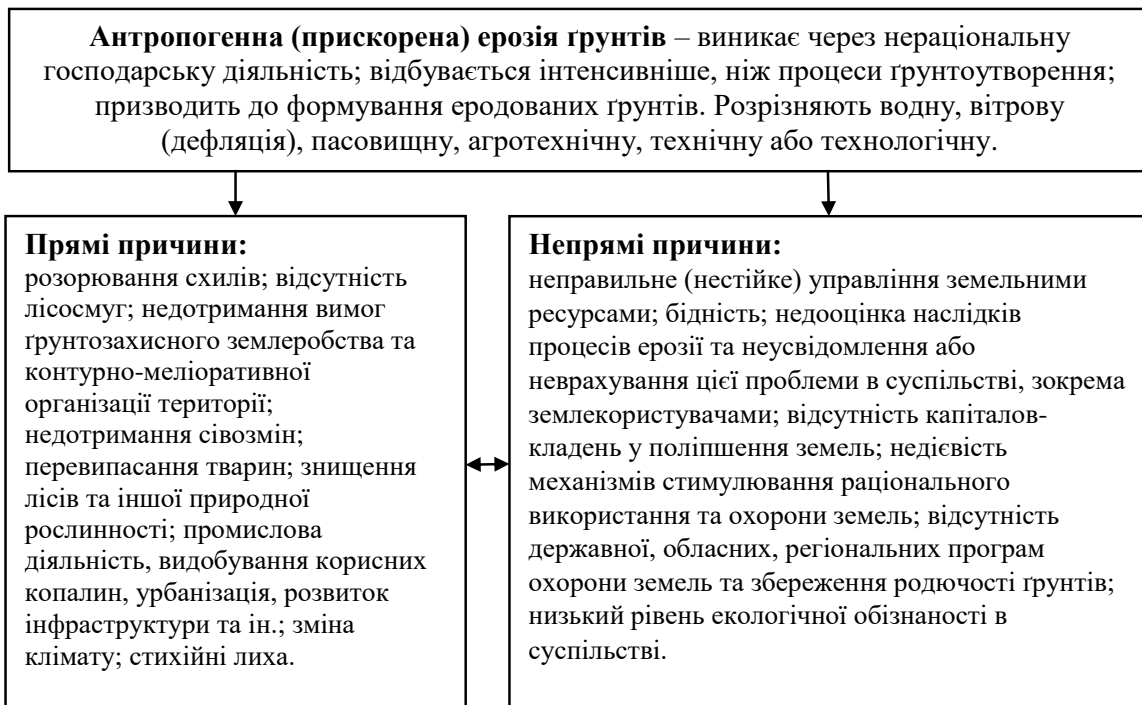 Антропогенна (прискорена) ерозія ґрунтів – виникає через нераціональну
господарську діяльність; відбувається інтенсивніше, ніж процеси ґрунтоутворення;
призводить до формування еродованих ґрунтів. Розрізняють водну, вітрову
(дефляція), пасовищну, агротехнічну, технічну або технологічну.
Прямі причини:
розорювання схилів; відсутність
лісосмуг; недотримання вимог
ґрунтозахисного землеробства та
контурно-меліоративної
організації території;
недотримання сівозмін;
перевипасання тварин; знищення
лісів та іншої природної
рослинності; промислова
діяльність, видобування корисних
копалин, урбанізація, розвиток
інфраструктури та ін.; зміна
клімату; стихійні лиха.
Непрямі причини:
неправильне (нестійке) управління земельними
ресурсами; бідність; недооцінка наслідків
процесів ерозії та неусвідомлення або
неврахування цієї проблеми в суспільстві, зокрема
землекористувачами; відсутність капіталов-
кладень у поліпшення земель; недієвість
механізмів стимулювання раціонального
використання та охорони земель; відсутність
державної, обласних, регіональних програм
охорони земель та збереження родючості ґрунтів;
низький рівень екологічної обізнаності в
суспільстві.